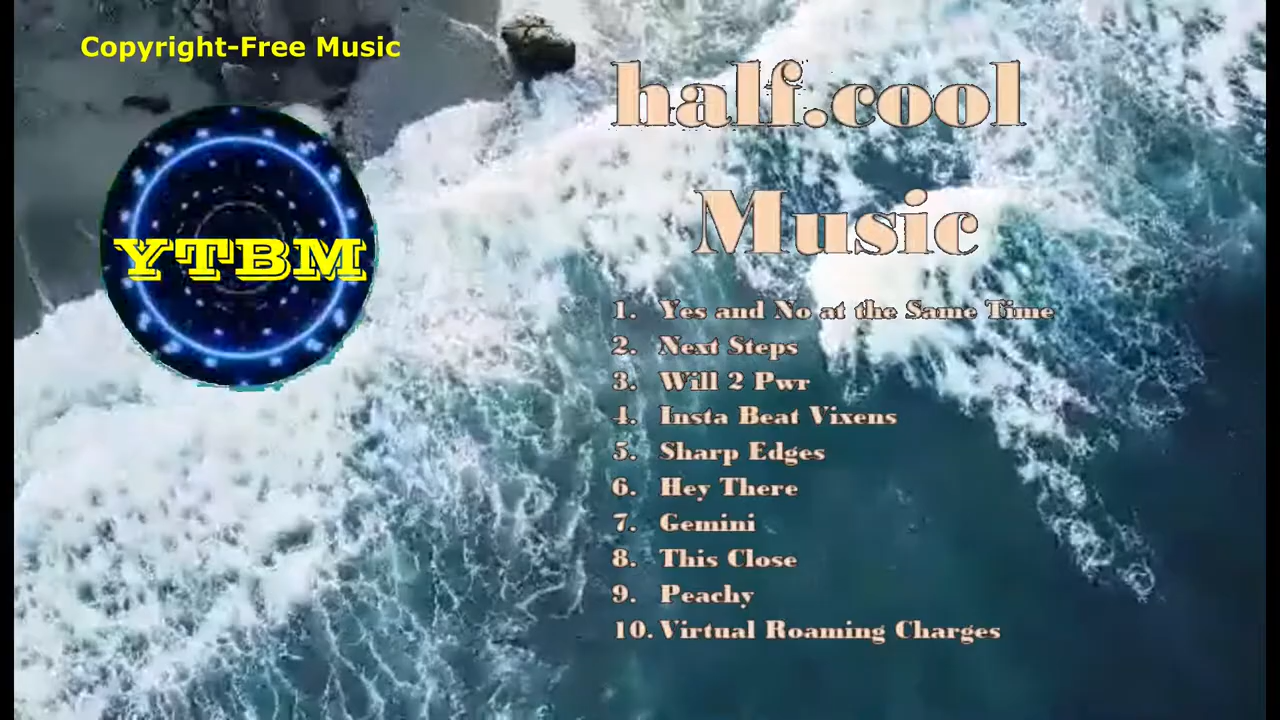 Copyright-Free Music
YTBM
half.cool
Music
1. Yes and No at the Same Time
2. Next Steps
3. Will 2 Pwr
4. Insta Beat Vixens
5. Sharp Edges
6. Hey There
7. Gemini
8. This Close
9. Peachy
10. Virtual Roaming Charges